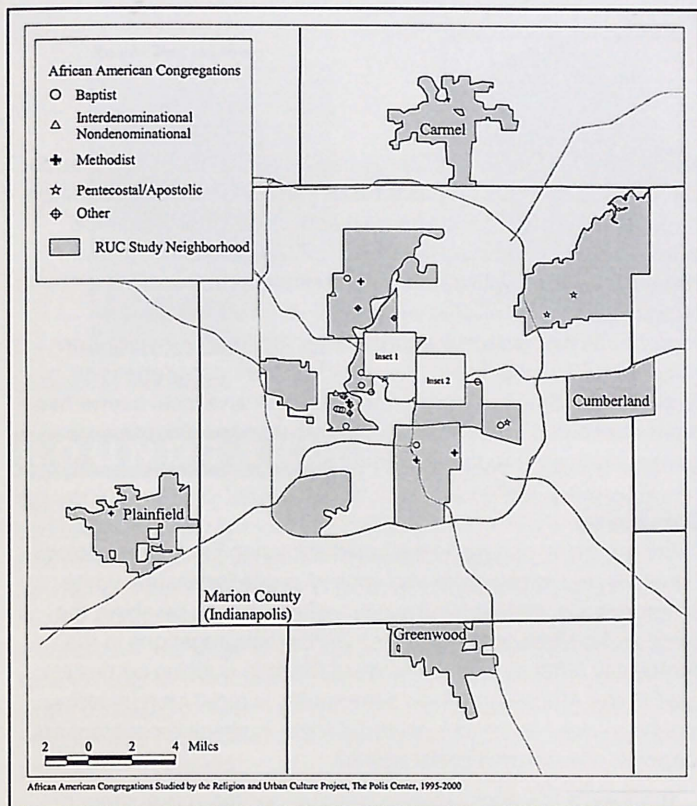 African American Congregations
Baptist
Interdenominational
Nondenominational
Methodist
Pentecostal/Apostolic
Other
RUC Study Neighborhood
Carmel
Inset 1
Inset 2
Cumberland
Plainfield
Marion County
(Indianapolis)
Greenwood
2 0 2 4 Miles
African American Congregations Studied by the Religion and Urban Culture Project, The Polis Center, 1995-2000